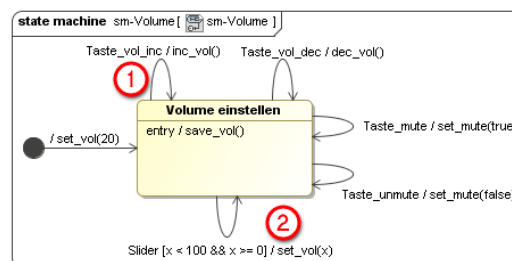 state machine sm-Volume [ sm-Volume ]
Taste_vol_inc / inc_vol()
Taste_vol_dec / dec_vol()
1
Volume einstellen
/ set_vol(20)
entry / save_vol()
Taste_mute / set_mute(true
Taste_unmute / set_mute(false)
2
Slider [x < 100 && x >= 0] / set_vol(x)